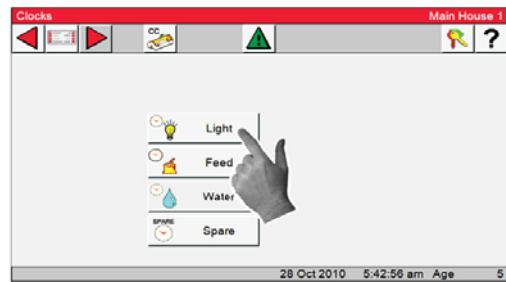 Clocks Main House 1
CC ?
Light
Feed
Water
SPARE
Spare
28 Oct 2010 5:42:56 am Age 5